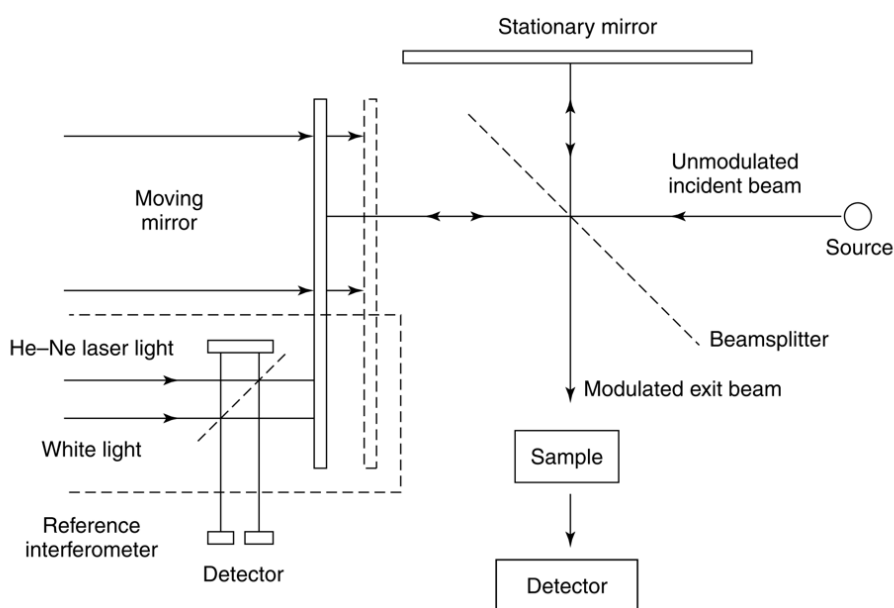 Stationary mirror
Unmodulated
incident beam
Moving
mirror
Source
He–Ne laser light
Beamsplitter
Modulated exit beam
White light
Sample
Reference
interferometer
Detector
Detector